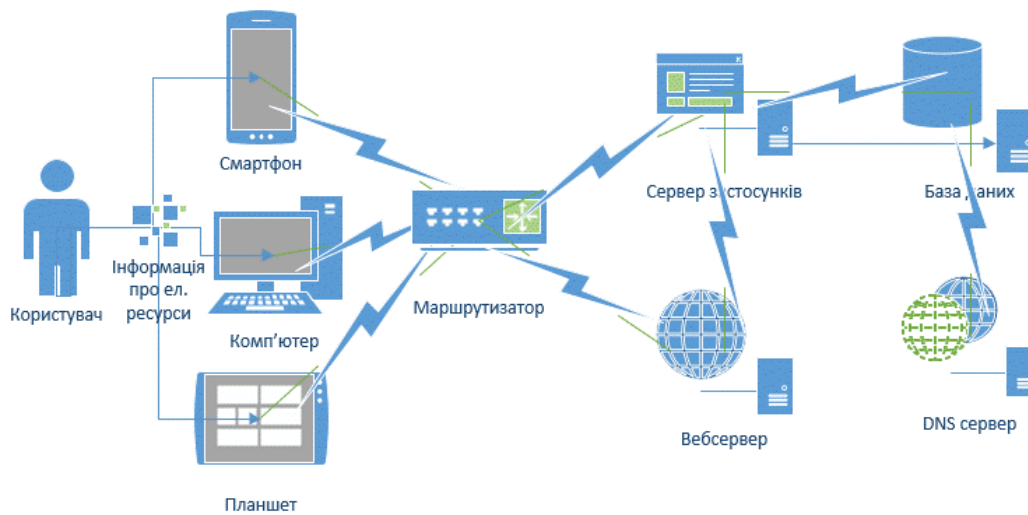 Смартфон
Користувач
Інформація
про ел.
ресурси
Комп’ютер
Планшет
Маршрутизатор
Сервер застосунків
База даних
Вебсервер
DNS сервер